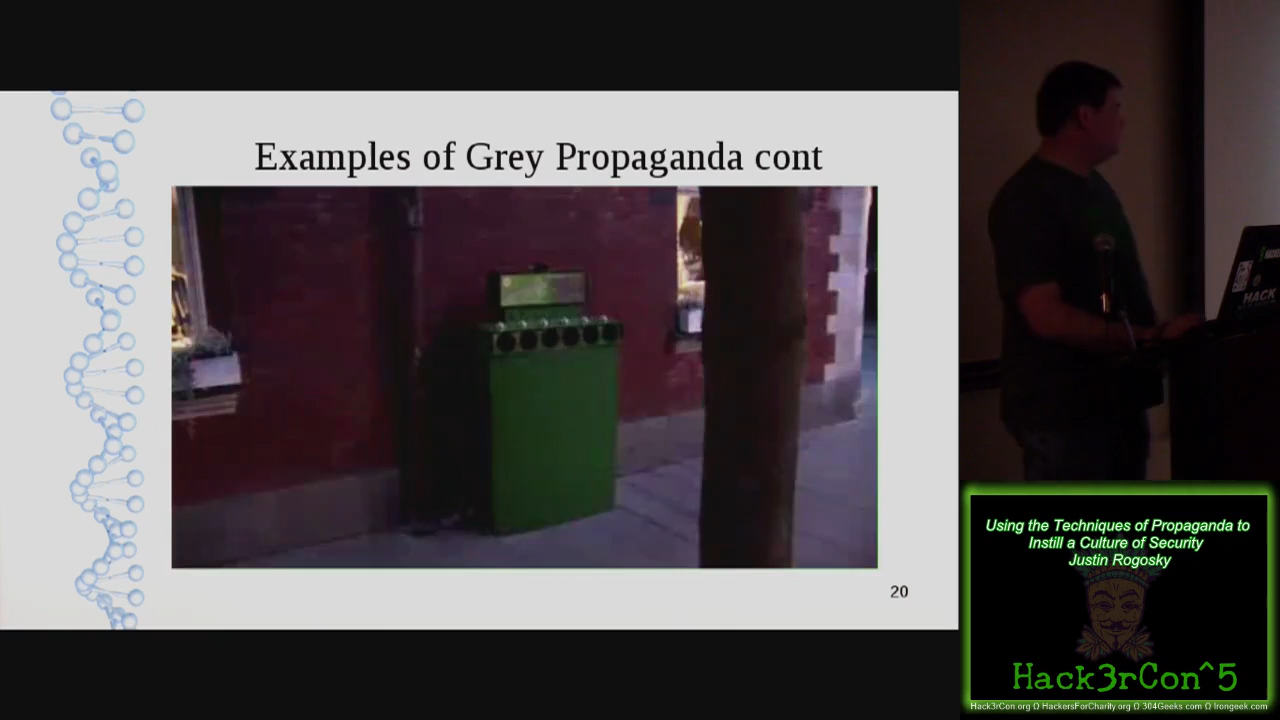 Examples of Grey Propaganda cont
20
HACK
Using the Techniques of Propaganda to
Instill a Culture of Security
Justin Rogosky
Hack3rCon^5
Hack3rCon.org Ω HackersForCharity.org Ω 304Geeks.com Ω Irongeek.com